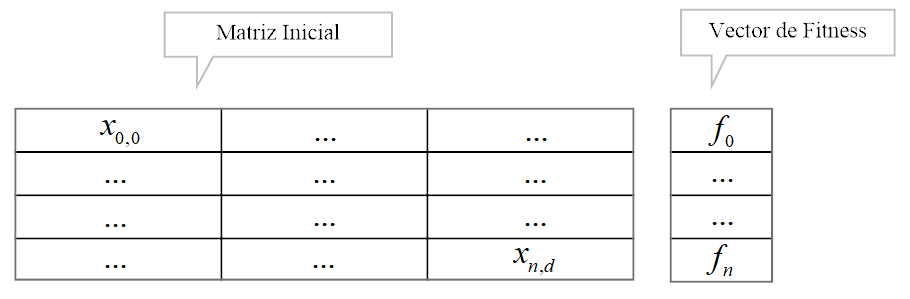 Matriz Inicial
Vector de Fitness
x0,0 ... ... f0
... ... ... ...
... ... ... ...
... ... xn,d fn